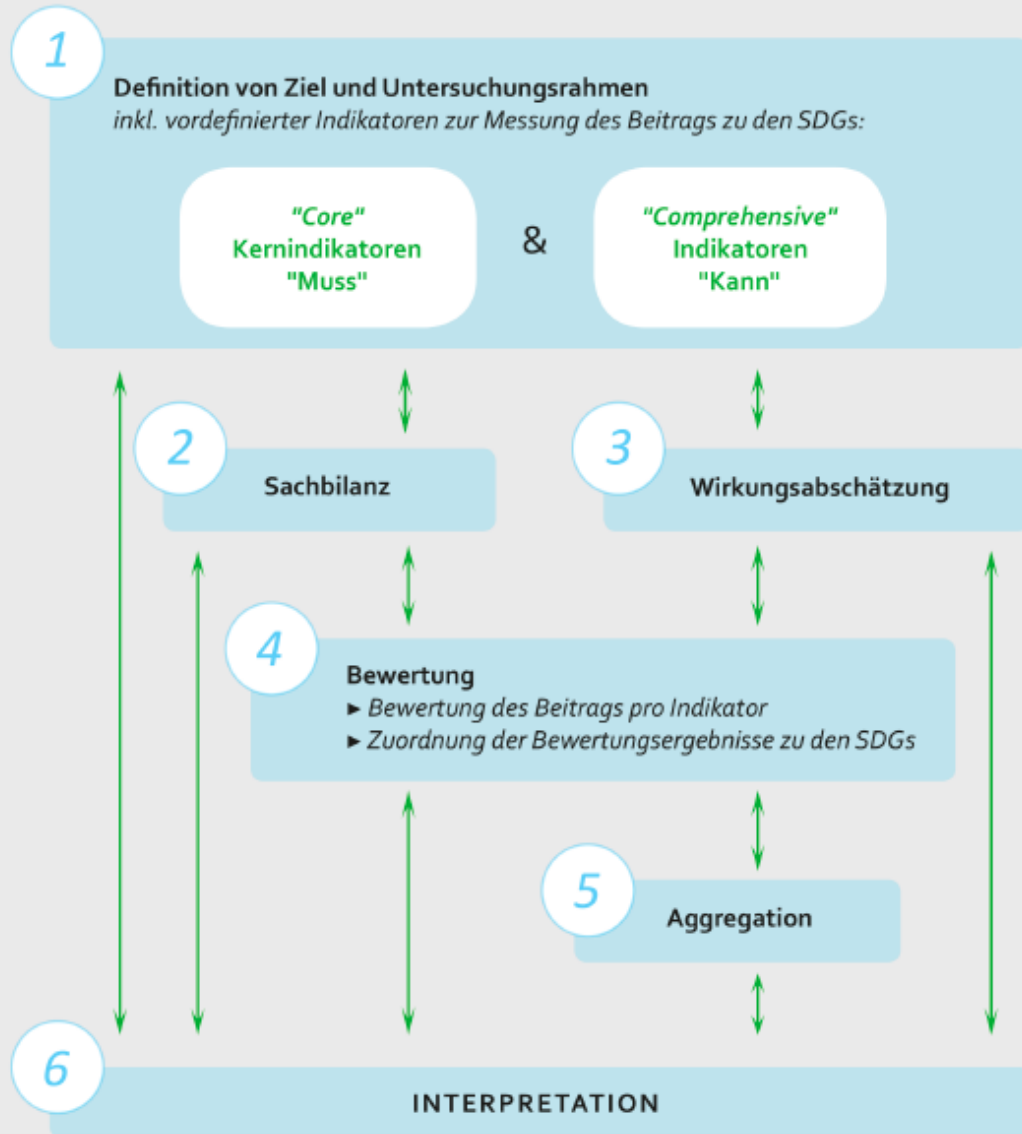 1
Definition von Ziel und Untersuchungsrahmen
inkl. vordefinierter Indikatoren zur Messung des Beitrags zu den SDGs:
"Core"
Kernindikatoren
"Muss"
&
"Comprehensive"
Indikatoren
"Kann"
2
Sachbilanz
3
Wirkungsabschätzung
4
Bewertung
► Bewertung des Beitrags pro Indikator
► Zuordnung der Bewertungsergebnisse zu den SDGs
5
Aggregation
6
INTERPRETATION